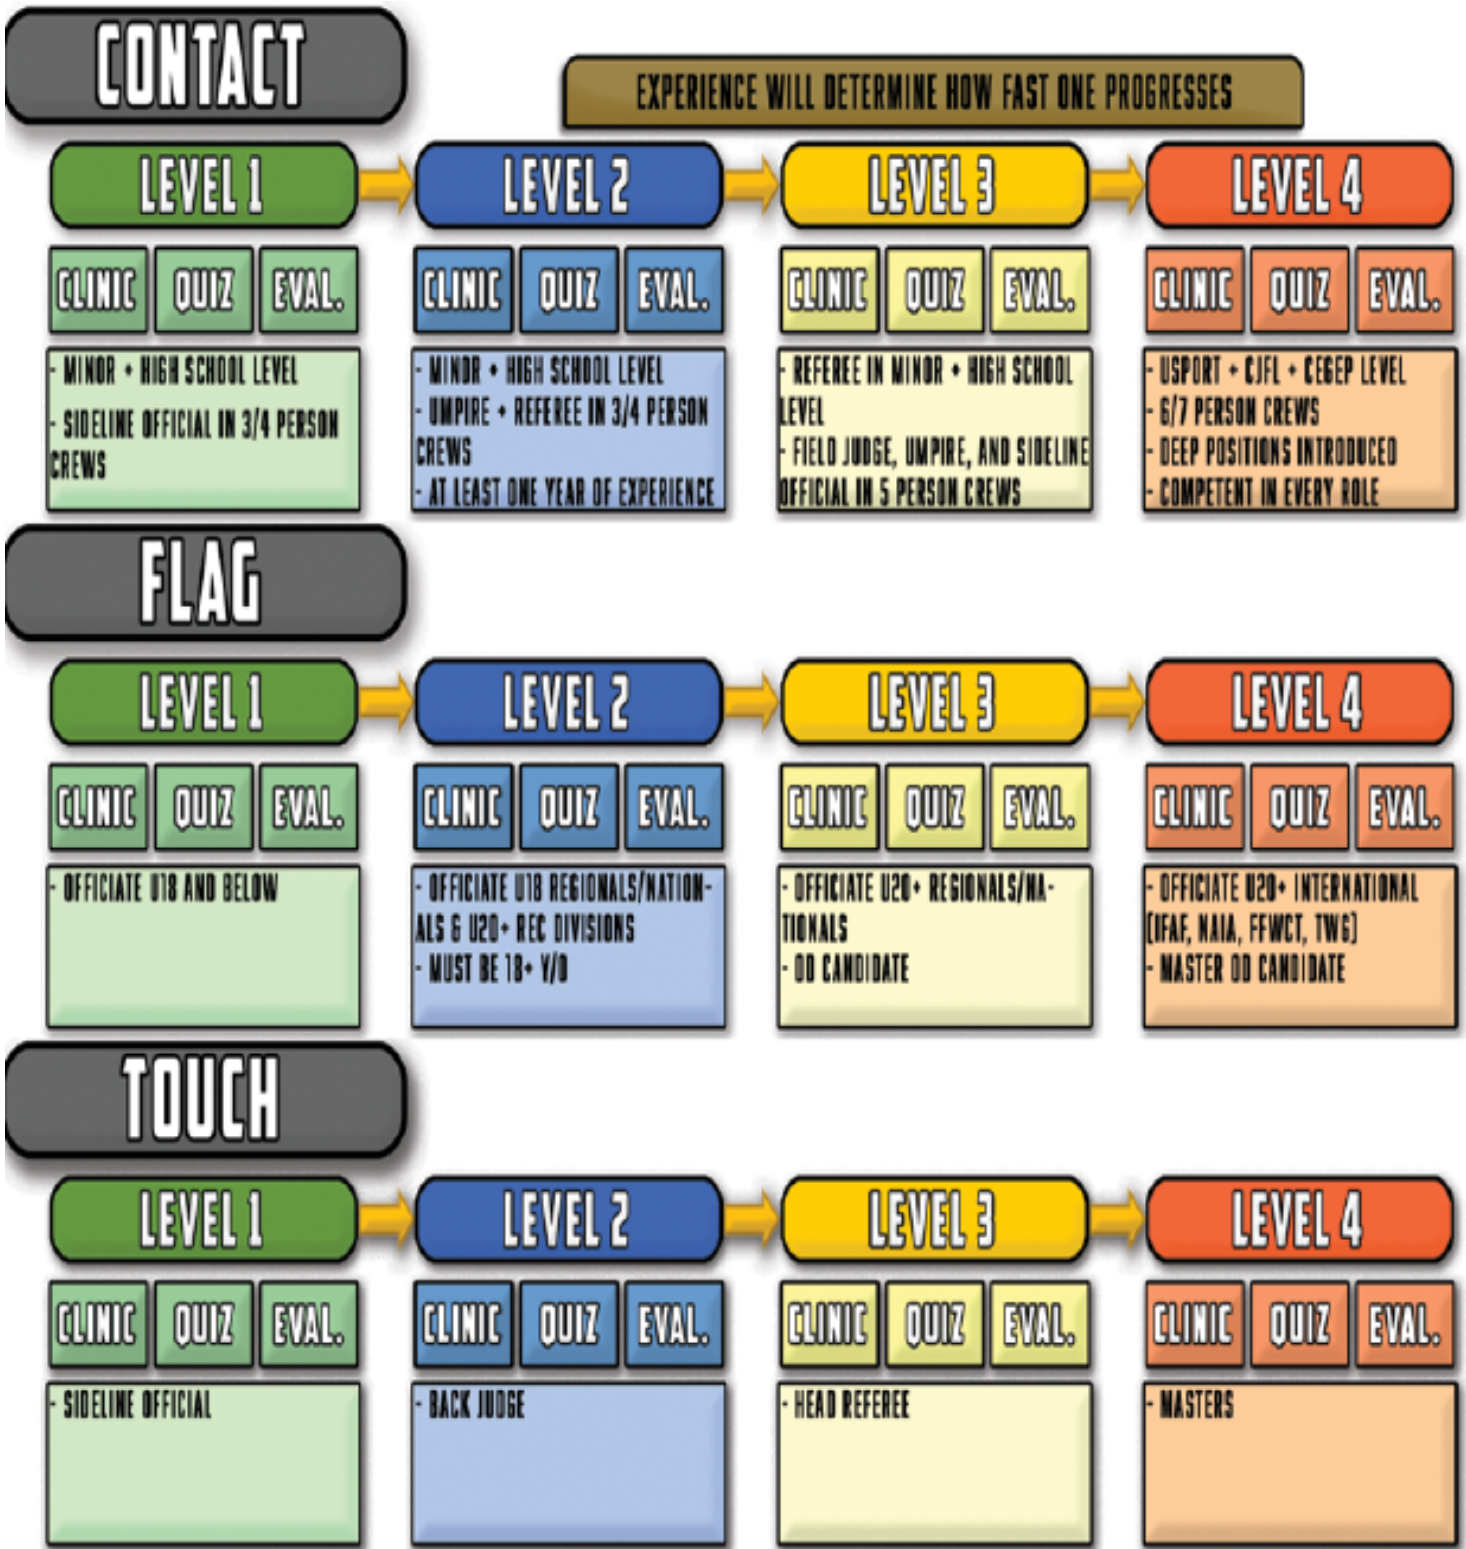 CONTACT
EXPERIENCE WILL DETERMINE HOW FAST ONE PROGRESSES
LEVEL 1
LEVEL 2
LEVEL 3
LEVEL 4
CLINIC QUIZ EVAL.
CLINIC QUIZ EVAL.
CLINIC QUIZ EVAL.
CLINIC QUIZ EVAL.
- MINOR + HIGH SCHOOL LEVEL
- SIDELINE OFFICIAL IN 3/4 PERSON
CREWS
- MINOR + HIGH SCHOOL LEVEL
- UMPIRE + REFEREE IN 3/4 PERSON
CREWS
- AT LEAST ONE YEAR OF EXPERIENCE
- REFEREE IN MINOR + HIGH SCHOOL
LEVEL
- FIELD JUDGE, UMPIRE, AND SIDELINE
OFFICIAL IN 5 PERSON CREWS
- USPORT + CJFL + CEGEP LEVEL
- 6/7 PERSON CREWS
- DEEP POSITIONS INTRODUCED
- COMPETENT IN EVERY ROLE
FLAG
LEVEL 1
LEVEL 2
LEVEL 3
LEVEL 4
CLINIC QUIZ EVAL.
CLINIC QUIZ EVAL.
CLINIC QUIZ EVAL.
CLINIC QUIZ EVAL.
- OFFICIATE U18 AND BELOW
- OFFICIATE U18 REGIONALS/NATION-
ALS & U20+ REC DIVISIONS
- MUST BE 18+ Y/O
- OFFICIATE U20+ REGIONALS/NA-
TIONALS
- OD CANDIDATE
- OFFICIATE U20+ INTERNATIONAL
(IFAF, NAIA, FFWCT, TWG)
- MASTER OD CANDIDATE
TOUCH
LEVEL 1
LEVEL 2
LEVEL 3
LEVEL 4
CLINIC QUIZ EVAL.
CLINIC QUIZ EVAL.
CLINIC QUIZ EVAL.
CLINIC QUIZ EVAL.
- SIDELINE OFFICIAL
- BACK JUDGE
- HEAD REFEREE
- MASTERS